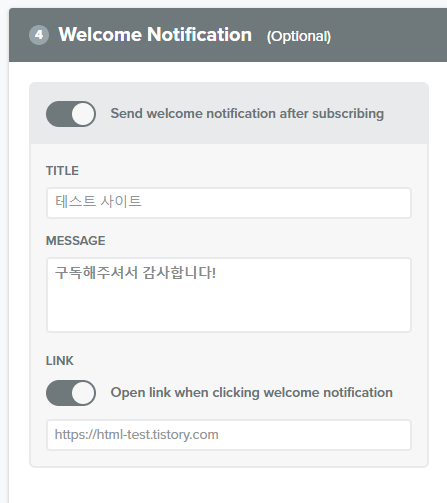 4 Welcome Notification (Optional)
Send welcome notification after subscribing
TITLE
테스트 사이트
MESSAGE
구독해주셔서 감사합니다!
LINK
Open link when clicking welcome notification
https://html-test.tistory.com